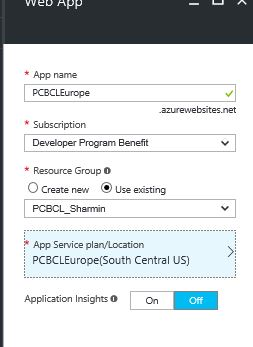 Web App
* App name
PCBCLEurope
.azurewebsites.net
* Subscription
Developer Program Benefit
* Resource Group
Create new Use existing
PCBCL_Sharmin
* App Service plan/Location
PCBCLEurope(South Central US)
Application Insights On Off